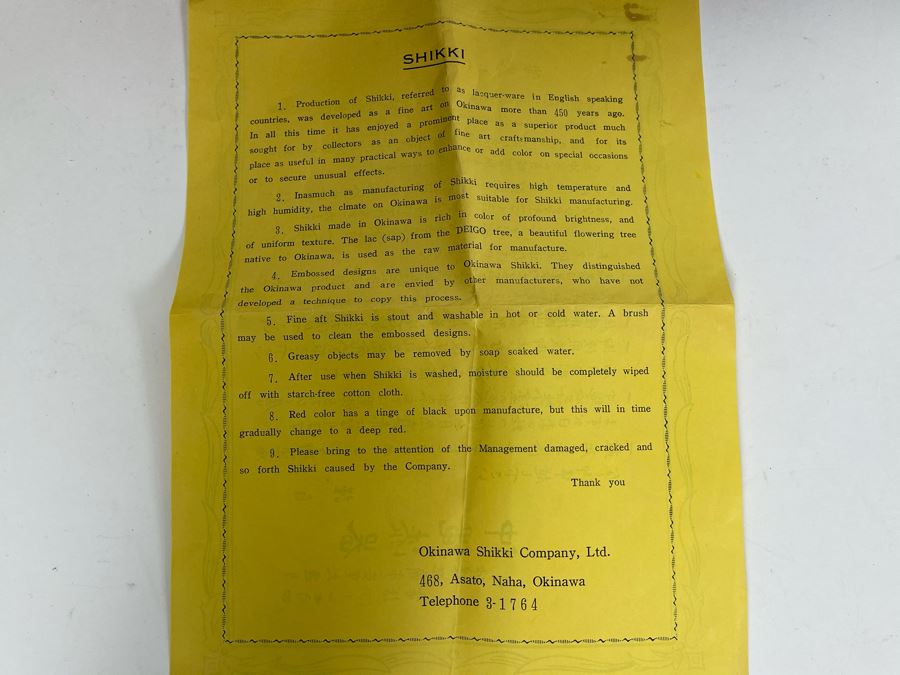 SHIKKI
1. Production of Shikki, referred to as lacquer-ware in English speaking
countries, was developed as a fine art on Okinawa more than 450 years ago.
In all this time it has enjoyed a prominent place as a superior product much
sought for by collectors as an object of fine art craftsmanship, and for its
place as useful in many practical ways to enhance or add color on special occasions
or to secure unusual effects.
2. Inasmuch as manufacturing of Shikki requires high temperature and
high humidity, the clmate on Okinawa is most suitable for Shikki manufacturing.
3. Shikki made in Okinawa is rich in color of profound brightness, and
of uniform texture. The lac (sap) from the DEIGO tree, a beautiful flowering tree
native to Okinawa, is used as the raw material for manufacture.
4. Embossed designs are unique to Okinawa Shikki. They distinguished
the Okinawa product and are envied by other manufacturers, who have not
developed a technique to copy this process.
5. Fine aft Shikki is stout and washable in hot or cold water. A brush
may be used to clean the embossed designs.
6. Greasy objects may be removed by soap soaked water.
7. After use when Shikki is washed, moisture should be completely wiped
off with starch-free cotton cloth.
8. Red color has a tinge of black upon manufacture, but this will in time
gradually change to a deep red.
9. Please bring to the attention of the Management damaged, cracked and
so forth Shikki caused by the Company.
Thank you
Okinawa Shikki Company, Ltd.
468, Asato, Naha, Okinawa
Telephone 3-1764